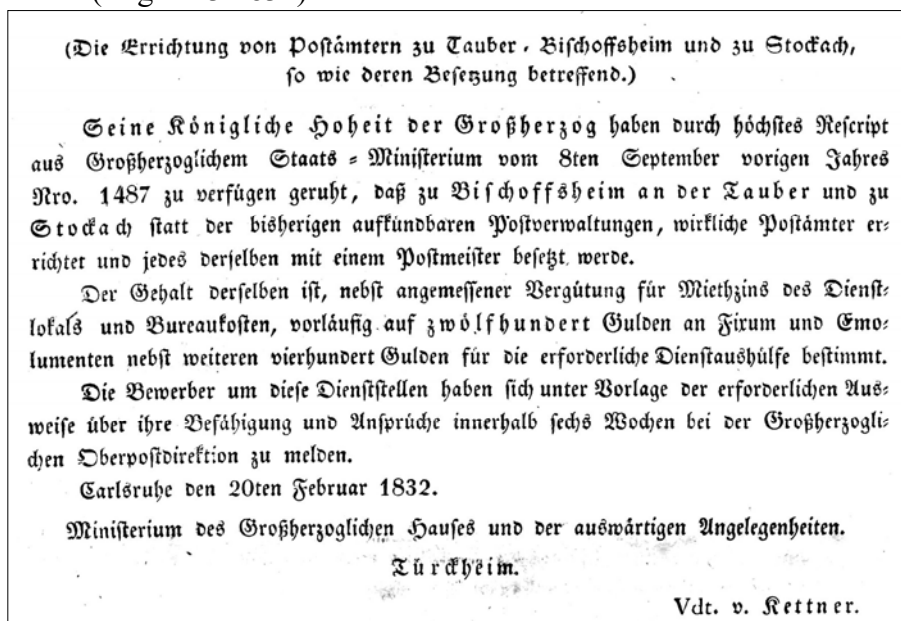 (Die Errichtung von Postämtern zu Tauber-Bischoffsheim und zu Stockach,
so wie deren Besetzung betreffend.)
Seine Königliche Hoheit der Großherzog haben durch höchstes Rescript
aus Großherzoglichem Staats-Ministerium vom 8ten September vorigen Jahres
Nro. 1487 zu verfügen geruht, daß zu Bischoffsheim an der Tauber und zu
Stockach statt der bisherigen aufkündbaren Postverwaltungen, wirkliche Postämter er-
richtet und jedes derselben mit einem Postmeister besetzt werde.
Der Gehalt derselben ist, nebst angemessener Vergütung für Miethzins des Dienst-
lokals und Bureaukosten, vorläufig auf zwölfhundert Gulden an Fixum und Emo-
lumenten nebst weiteren vierhundert Gulden für die erforderliche Dienstaushülfe bestimmt.
Die Bewerber um diese Dienststellen haben sich unter Vorlage der erforderlichen Aus-
weise über ihre Befähigung und Ansprüche innerhalb sechs Wochen bei der Großherzogli-
chen Oberpostdirektion zu melden.
Carlsruhe den 20ten Februar 1832.
Ministerium des Großherzoglichen Hauses und der auswärtigen Angelegenheiten.
Türckheim.
Vdt. v. Kettner.